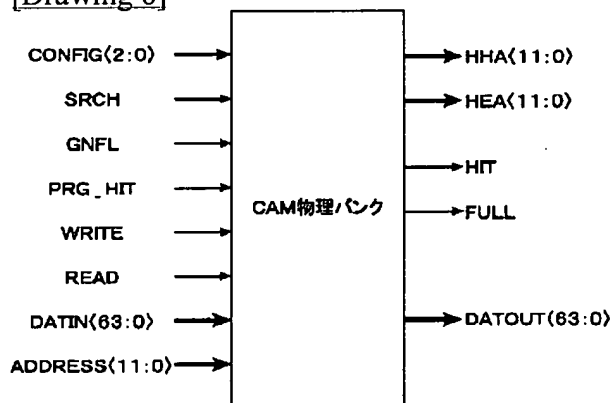 [Drawing 6]
CONFIG(2:0)
SRCH
GNFL
PRG_HIT
WRITE
READ
DATIN(63:0)
ADDRESS(11:0)
CAM物理バンク
HHA(11:0)
HEA(11:0)
HIT
FULL
DATOUT(63:0)